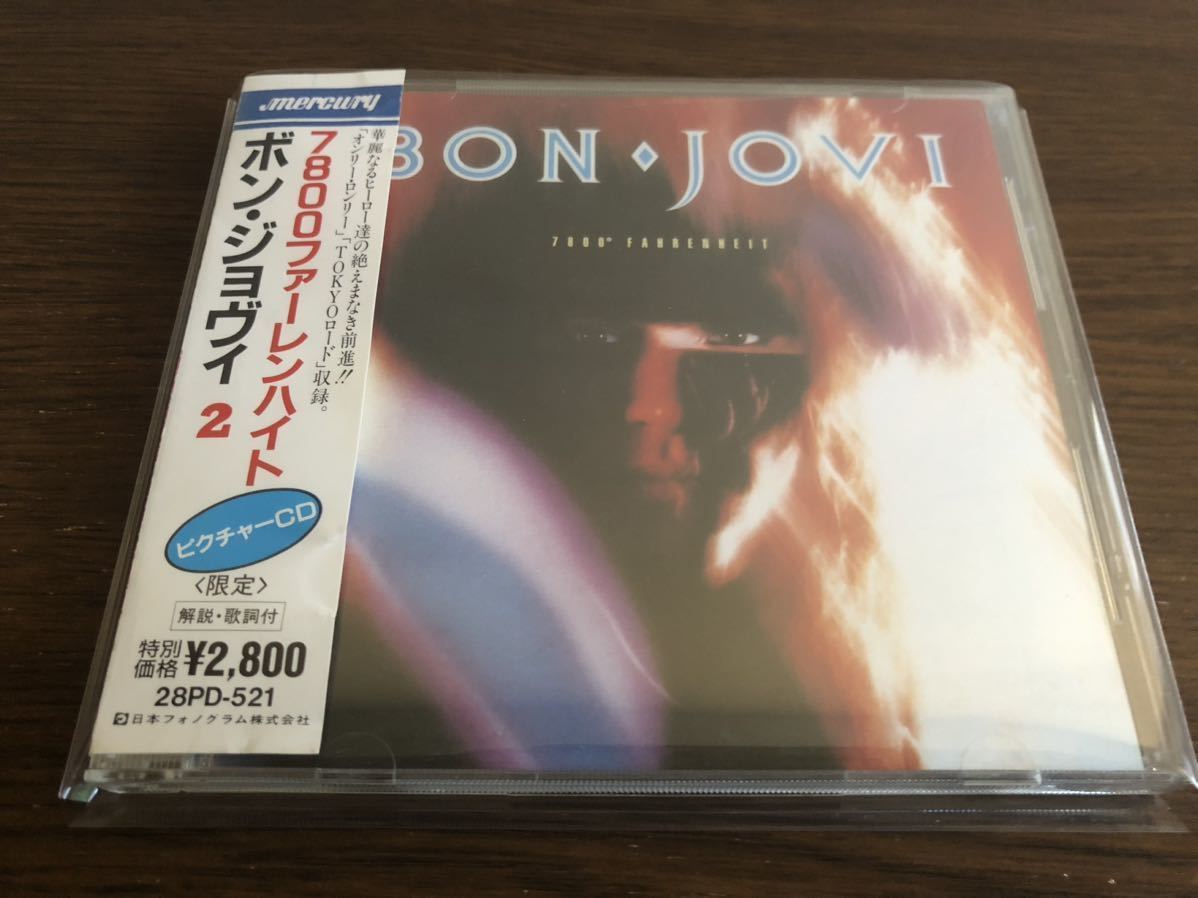 mercury
華麗なるヒーロー達の絶えまなき前進!!
「オンリー・ロンリー」「TOKYOロード」収録。
7800ファーレンハイト
ボン・ジョヴィ 2
ピクチャーCD
〈限定〉
解説・歌詞付
特別
価格 ¥2,800
28PD-521
日本フォノグラム株式会社
BON JOVI
7800° FAHRENHEIT